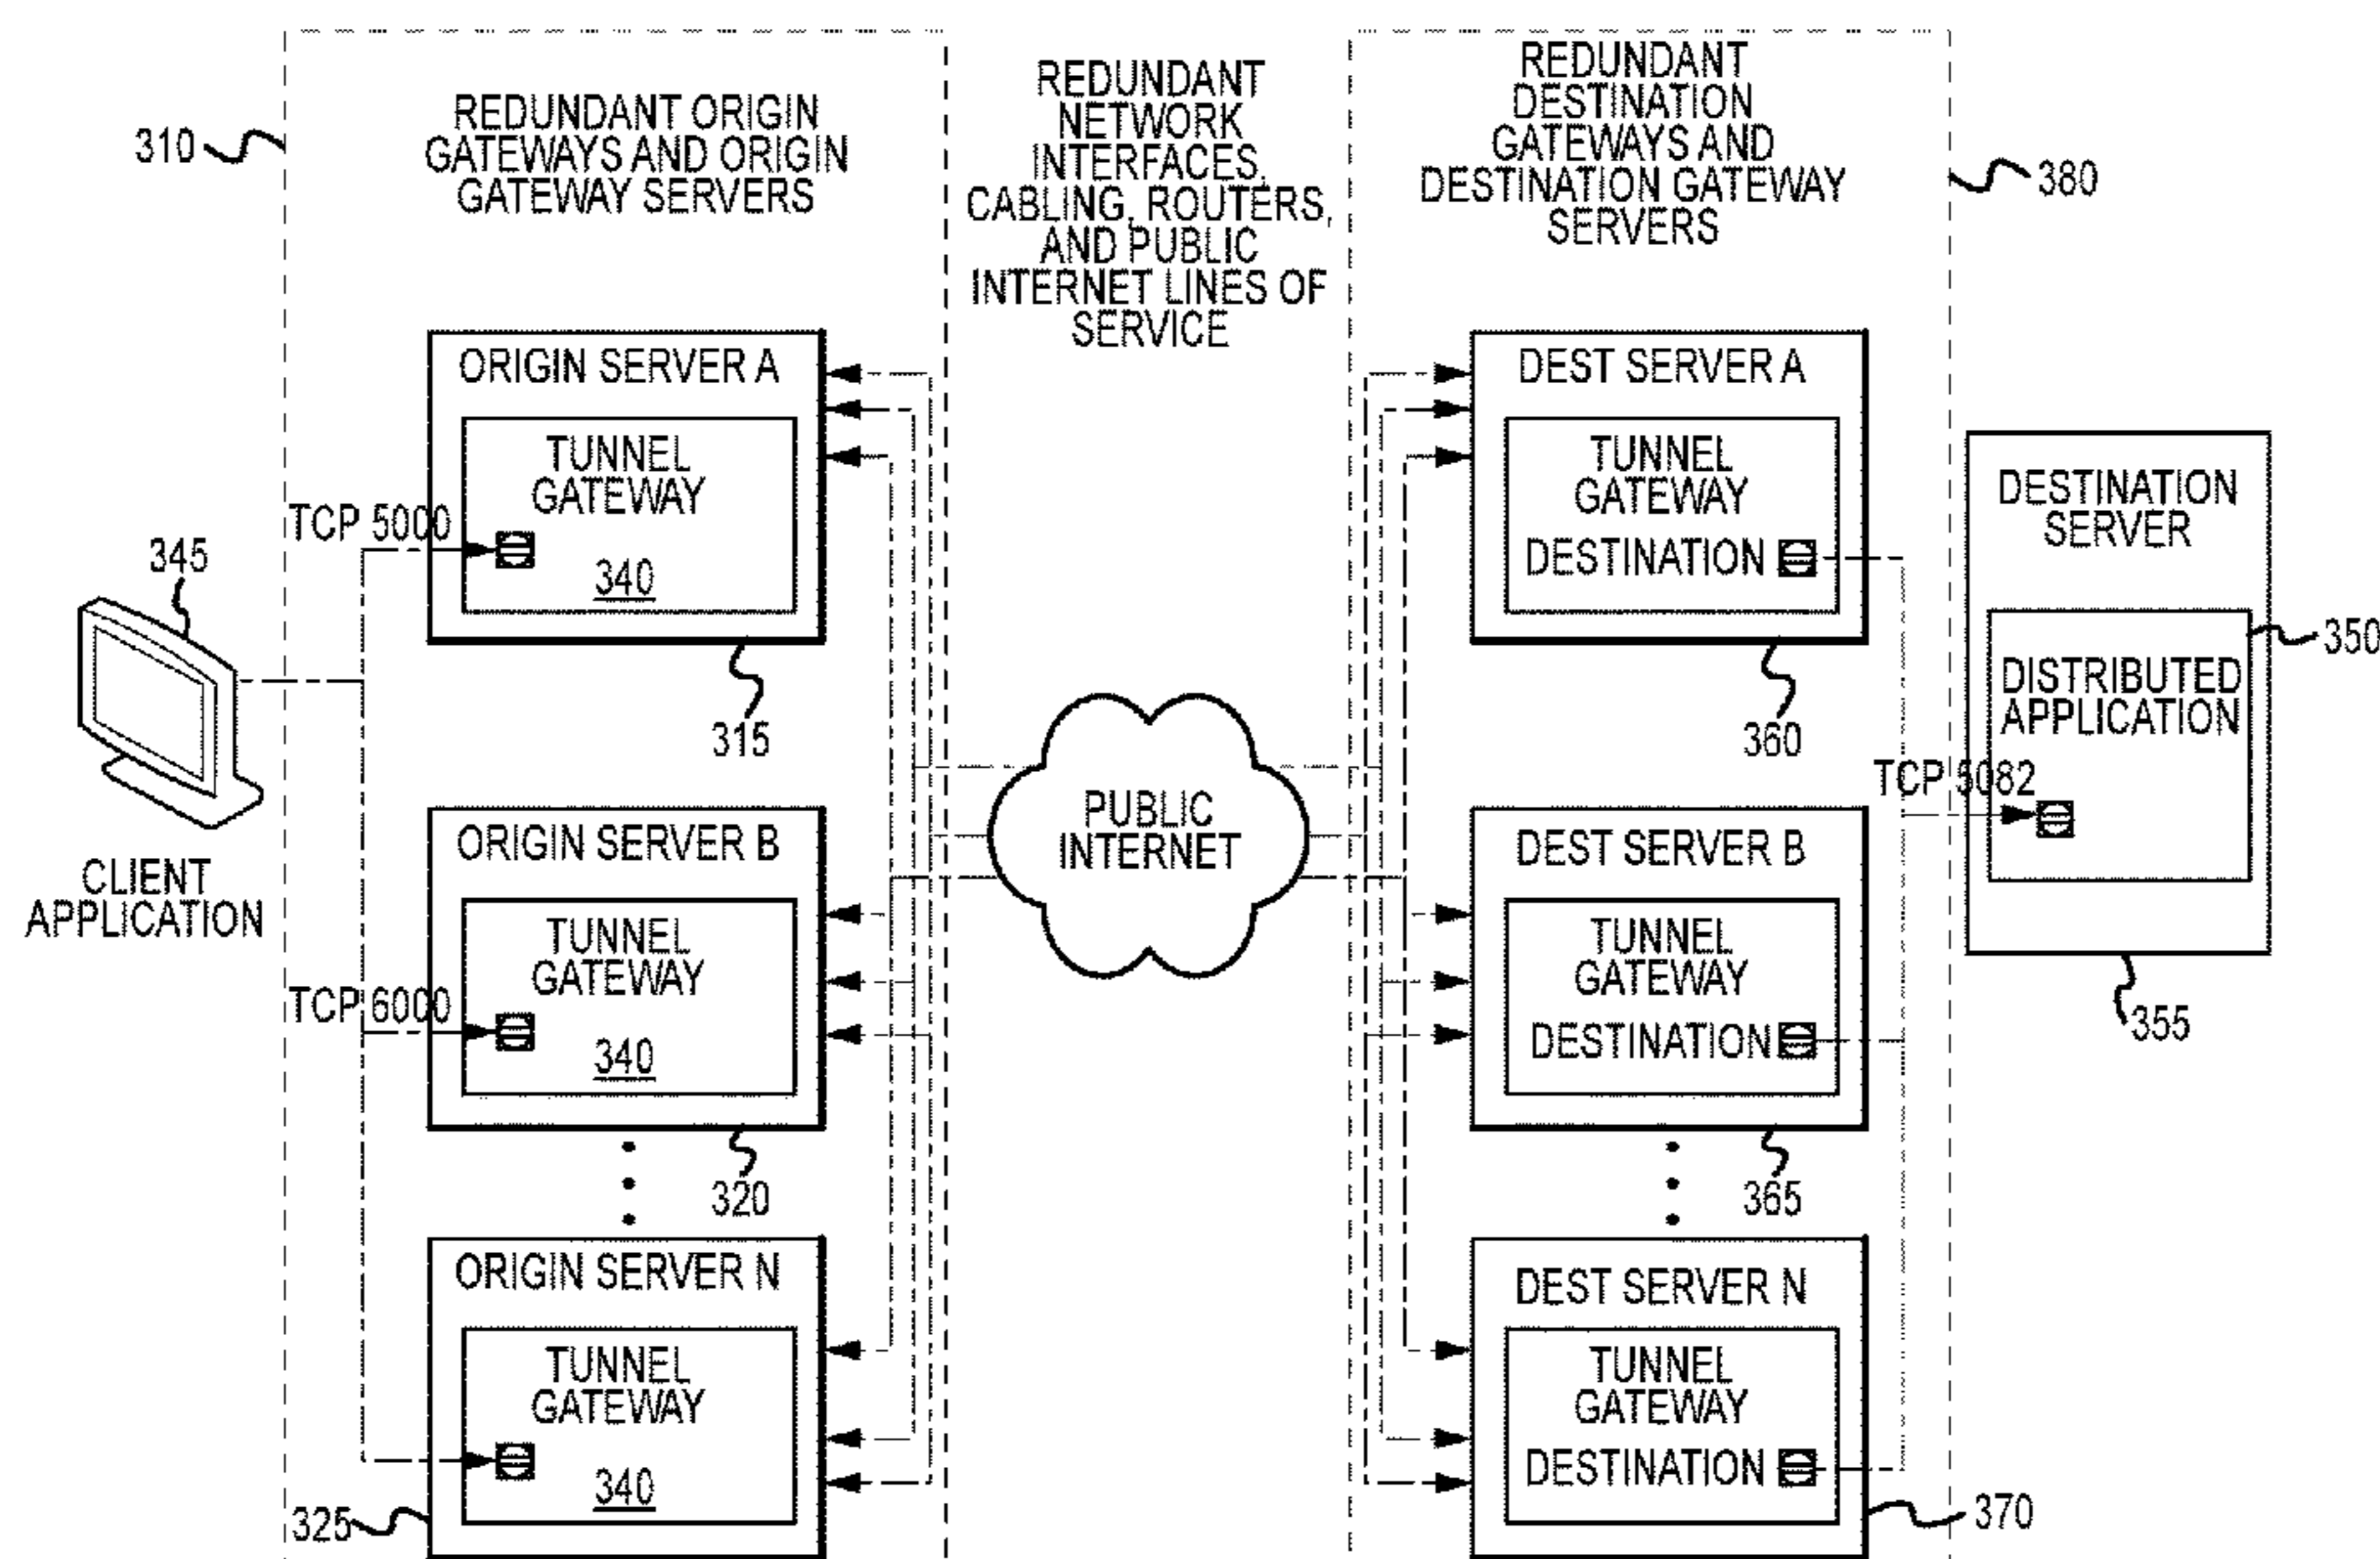 310
REDUNDANT ORIGIN
GATEWAYS AND ORIGIN
GATEWAY SERVERS
REDUNDANT
NETWORK
INTERFACES,
CABLING, ROUTERS,
AND PUBLIC
INTERNET LINES OF
SERVICE
REDUNDANT
DESTINATION
GATEWAYS AND
DESTINATION GATEWAY
SERVERS
380
345
CLIENT
APPLICATION
TCP 5000
ORIGIN SERVER A
TUNNEL
GATEWAY
340
315
TCP 6000
ORIGIN SERVER B
TUNNEL
GATEWAY
340
320
ORIGIN SERVER N
TUNNEL
GATEWAY
340
325
PUBLIC
INTERNET
DEST SERVER A
TUNNEL
GATEWAY
DESTINATION
360
DEST SERVER B
TUNNEL
GATEWAY
DESTINATION
365
DEST SERVER N
TUNNEL
GATEWAY
DESTINATION
370
DESTINATION
SERVER
350
DISTRIBUTED
APPLICATION
TCP 5082
355